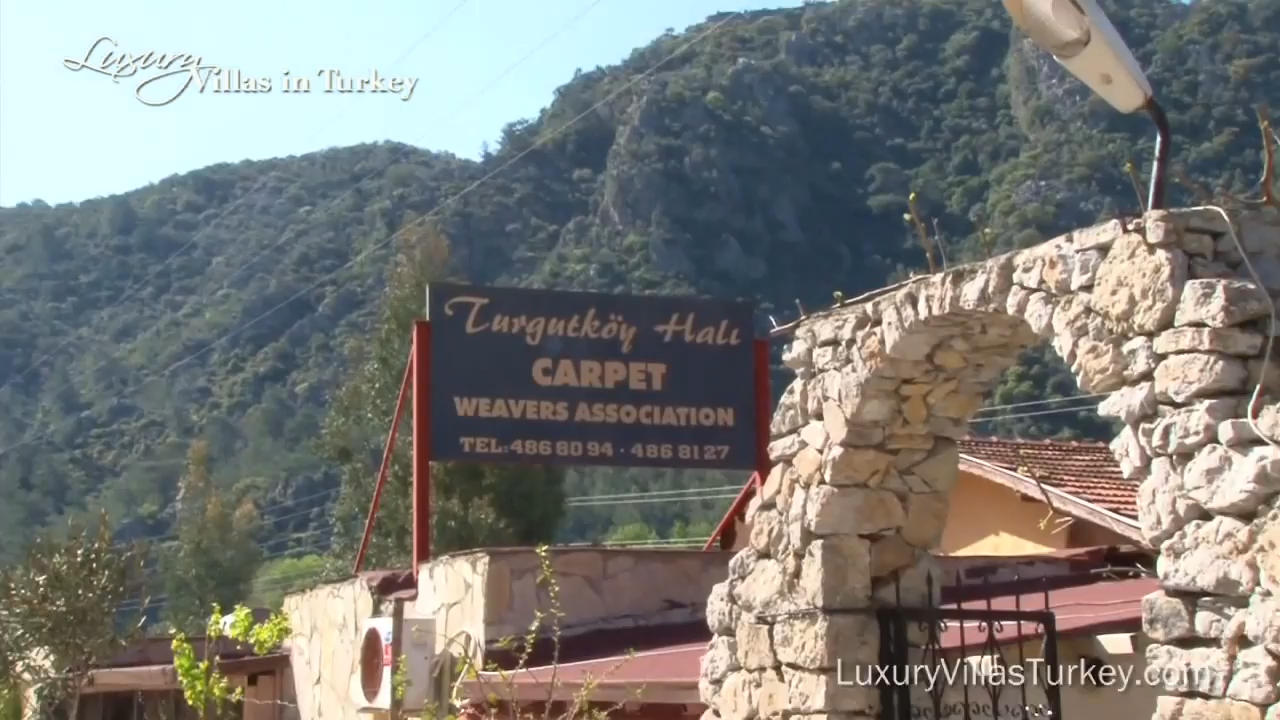 Luxury Villas in Turkey
Turgutköy Halı
CARPET
WEAVERS ASSOCIATION
TEL: 486 80 94 · 486 81 27
LuxuryVillasTurkey.com